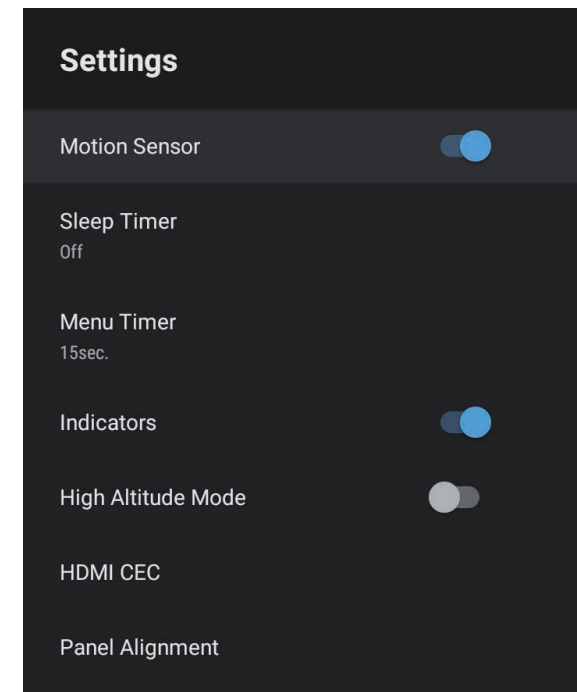 Settings
Motion Sensor
Sleep Timer
Off
Menu Timer
15sec.
Indicators
High Altitude Mode
HDMI CEC
Panel Alignment